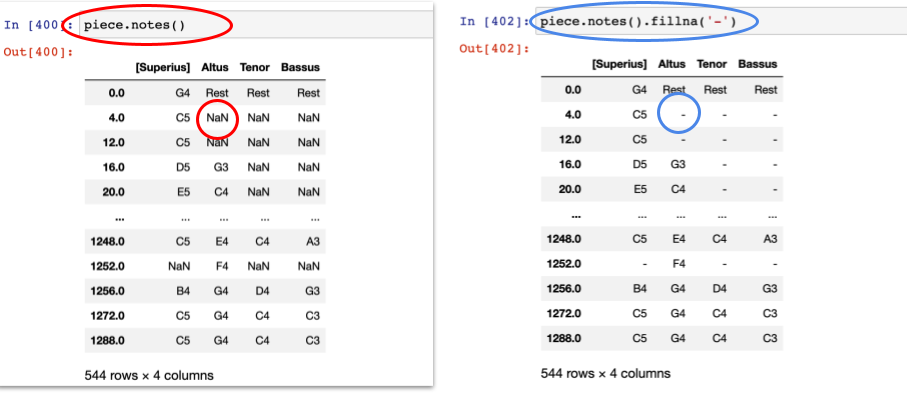 In [400]: piece.notes()
Out[400]:
[Superius] Altus Tenor Bassus
0.0 G4 Rest Rest Rest
4.0 C5 NaN NaN NaN
12.0 C5 NaN NaN NaN
16.0 D5 G3 NaN NaN
20.0 E5 C4 NaN NaN
... ... ... ... ...
1248.0 C5 E4 C4 A3
1252.0 NaN F4 NaN NaN
1256.0 B4 G4 D4 G3
1272.0 C5 G4 C4 C3
1288.0 C5 G4 C4 C3
544 rows × 4 columns
In [402]: piece.notes().fillna('-')
Out[402]:
[Superius] Altus Tenor Bassus
0.0 G4 Rest Rest Rest
4.0 C5 - - -
12.0 C5 - - -
16.0 D5 G3 - -
20.0 E5 C4 - -
... ... ... ... ...
1248.0 C5 E4 C4 A3
1252.0 - F4 - -
1256.0 B4 G4 D4 G3
1272.0 C5 G4 C4 C3
1288.0 C5 G4 C4 C3
544 rows × 4 columns